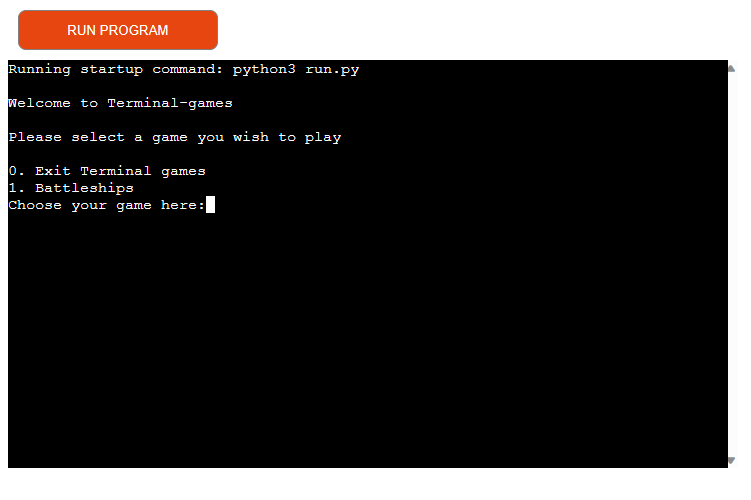 RUN PROGRAM
Running startup command: python3 run.py
Welcome to Terminal-games
Please select a game you wish to play
0. Exit Terminal games
1. Battleships
Choose your game here: